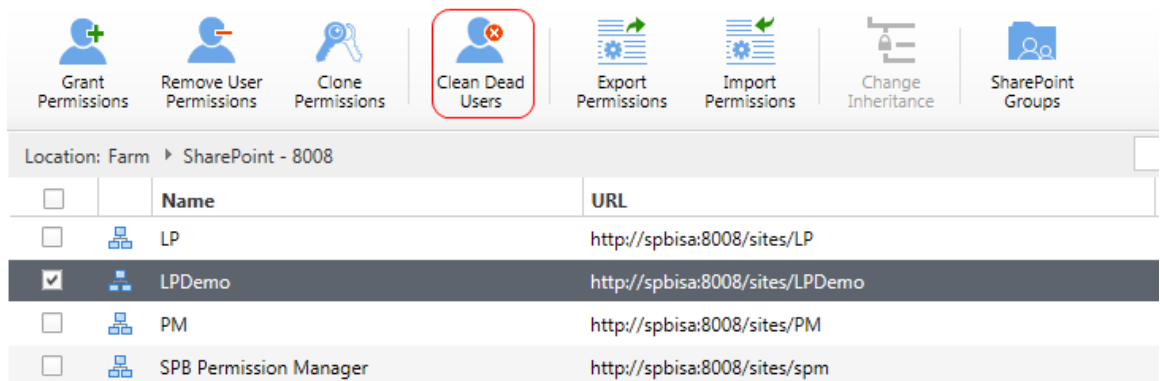 Grant Permissions
Remove User Permissions
Clone Permissions
Clean Dead Users
Export Permissions
Import Permissions
Change Inheritance
SharePoint Groups
Location: Farm SharePoint - 8008
Name URL
LP http://spbisa:8008/sites/LP
LPDemo http://spbisa:8008/sites/LPDemo
PM http://spbisa:8008/sites/PM
SPB Permission Manager http://spbisa:8008/sites/spm